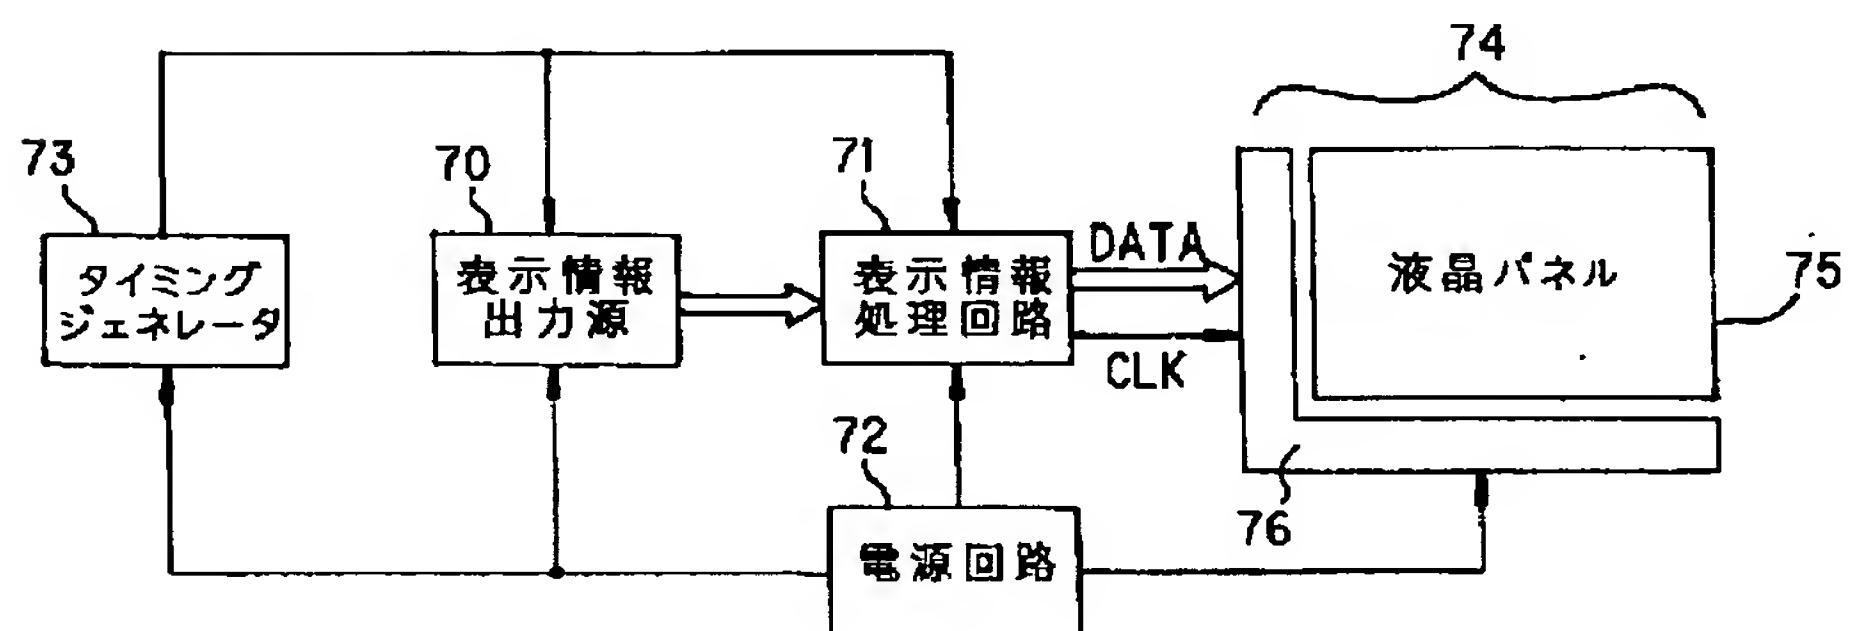 74
73
70
71
タイミング
ジェネレータ
表示情報
出力源
表示情報
処理回路
DATA
CLK
液晶パネル
75
72
76
電源回路